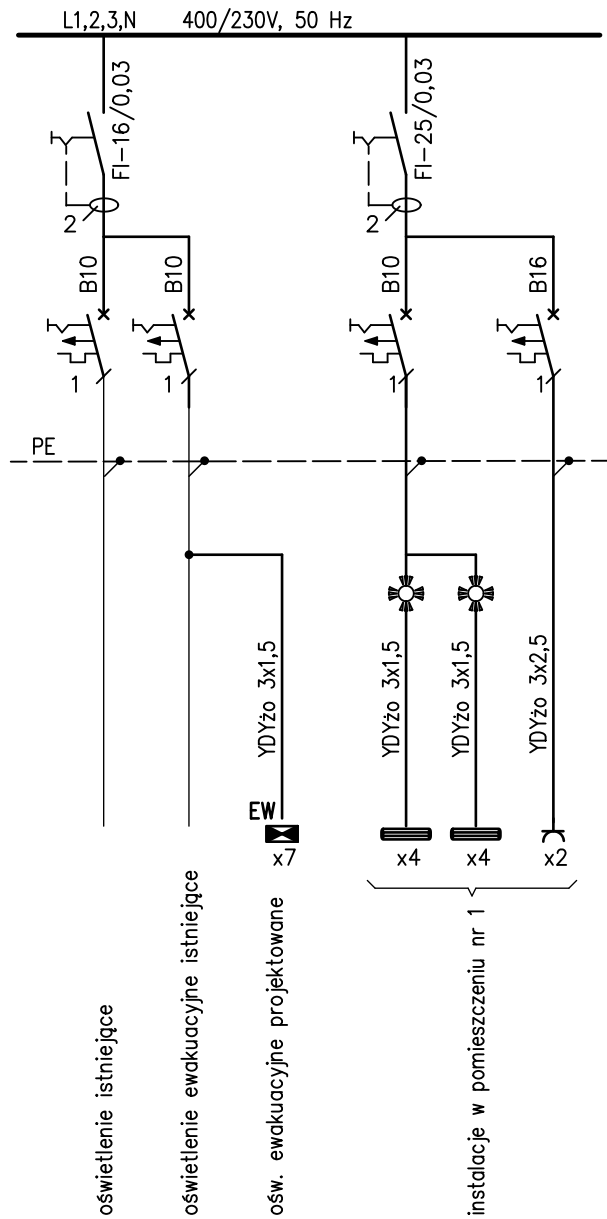 L1,2,3,N 400/230V, 50 Hz
FI-16/0,03
FI-25/0,03
2
2
B10
B10
B10
B16
1
1
1
1
PE
YDYżo 3x1,5
YDYżo 3x1,5
YDYżo 3x1,5
YDYżo 3x2,5
EW
x7
x4
x4
x2
oświetlenie istniejące
oświetlenie ewakuacyjne istniejące
ośw. ewakuacyjne projektowane
instalacje w pomieszczeniu nr 1